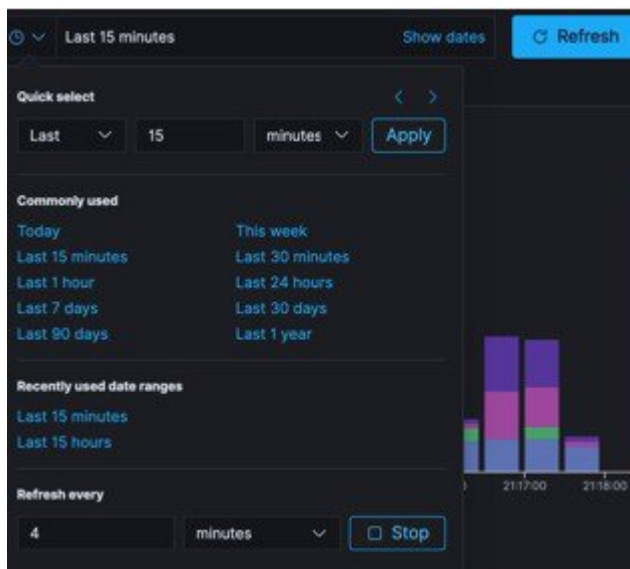 Last 15 minutes Show dates Refresh
Quick select
Last 15 minutes Apply
Commonly used
Today This week
Last 15 minutes Last 30 minutes
Last 1 hour Last 24 hours
Last 7 days Last 30 days
Last 90 days Last 1 year
Recently used date ranges
Last 15 minutes
Last 15 hours
21:17:00 21:18:00
Refresh every
4 minutes Stop